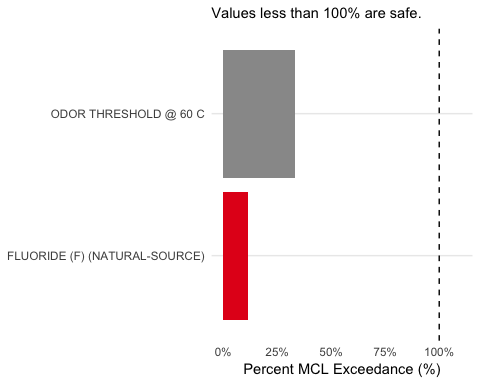 Values less than 100% are safe.
ODOR THRESHOLD @ 60 C
FLUORIDE (F) (NATURAL-SOURCE)
0% 25% 50% 75% 100%
Percent MCL Exceedance (%)